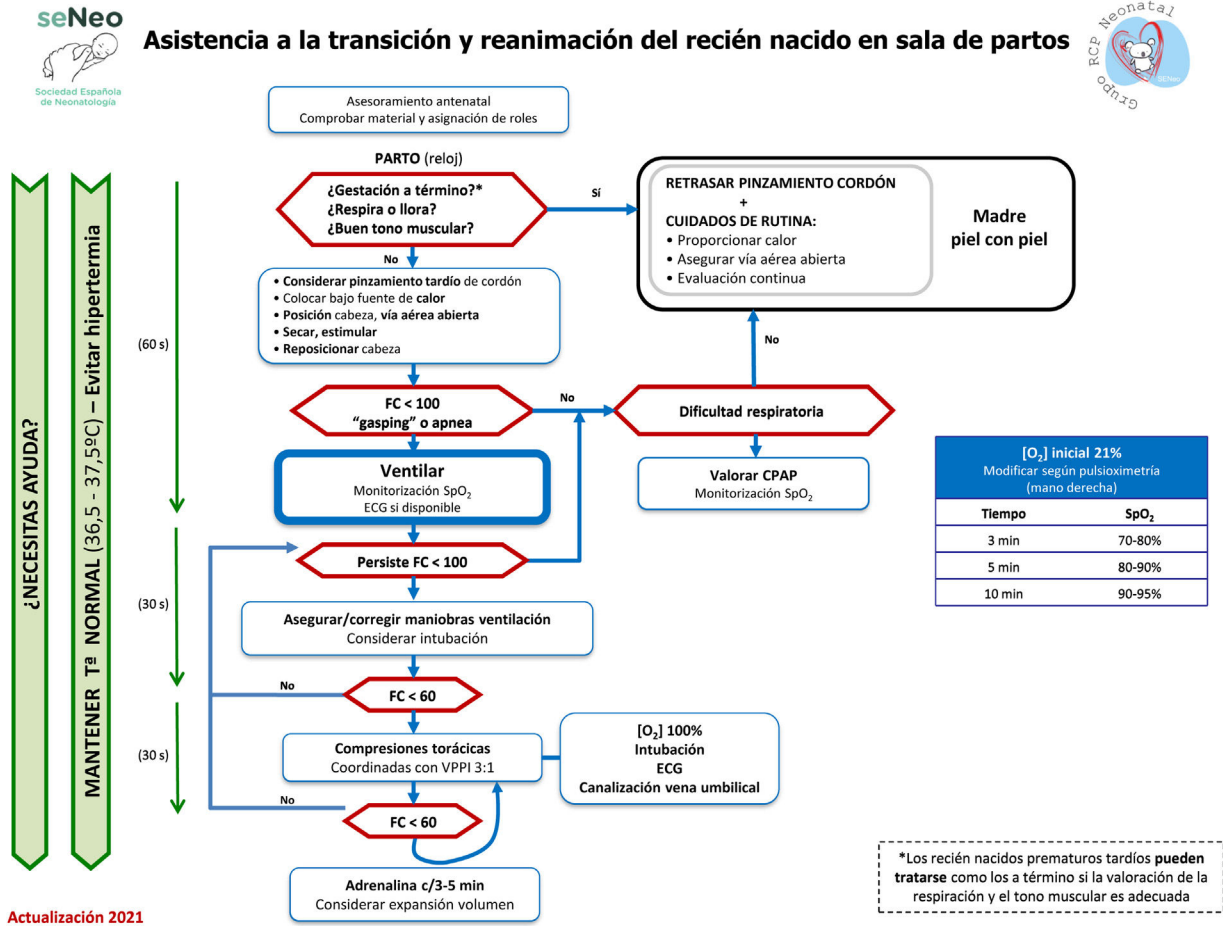 seNeo
Sociedad Española
de Neonatología
Asistencia a la transición y reanimación del recién nacido en sala de partos
Grupo RCP Neonatal
SENeo
Asesoramiento antenatal
Comprobar material y asignación de roles
PARTO (reloj)
¿Gestación a término?*
¿Respira o llora?
¿Buen tono muscular?
Sí
RETRASAR PINZAMIENTO CORDÓN
+
CUIDADOS DE RUTINA:
• Proporcionar calor
• Asegurar vía aérea abierta
• Evaluación continua
Madre
piel con piel
No
• Considerar pinzamiento tardío de cordón
• Colocar bajo fuente de calor
• Posición cabeza, vía aérea abierta
• Secar, estimular
• Reposicionar cabeza
(60 s)
No
FC < 100
"gasping" o apnea
No
Dificultad respiratoria
Ventilar
Monitorización SpO₂
ECG si disponible
Valorar CPAP
Monitorización SpO₂
[O₂] inicial 21%
Modificar según pulsioximetría
(mano derecha)
Tiempo SpO₂
3 min 70-80%
5 min 80-90%
10 min 90-95%
Persiste FC < 100
(30 s)
Asegurar/corregir maniobras ventilación
Considerar intubación
No
FC < 60
(30 s)
Compresiones torácicas
Coordinadas con VPPI 3:1
[O₂] 100%
Intubación
ECG
Canalización vena umbilical
No
FC < 60
Adrenalina c/3-5 min
Considerar expansión volumen
¿NECESITAS AYUDA?
MANTENER Tª NORMAL (36,5 - 37,5ºC) – Evitar hipertermia
*Los recién nacidos prematuros tardíos pueden
tratarse como los a término si la valoración de la
respiración y el tono muscular es adecuada
Actualización 2021